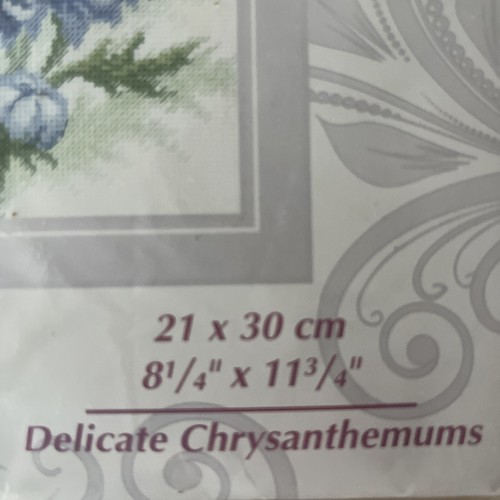 21 x 30 cm
8¹/₄" x 11³/₄"
Delicate Chrysanthemums